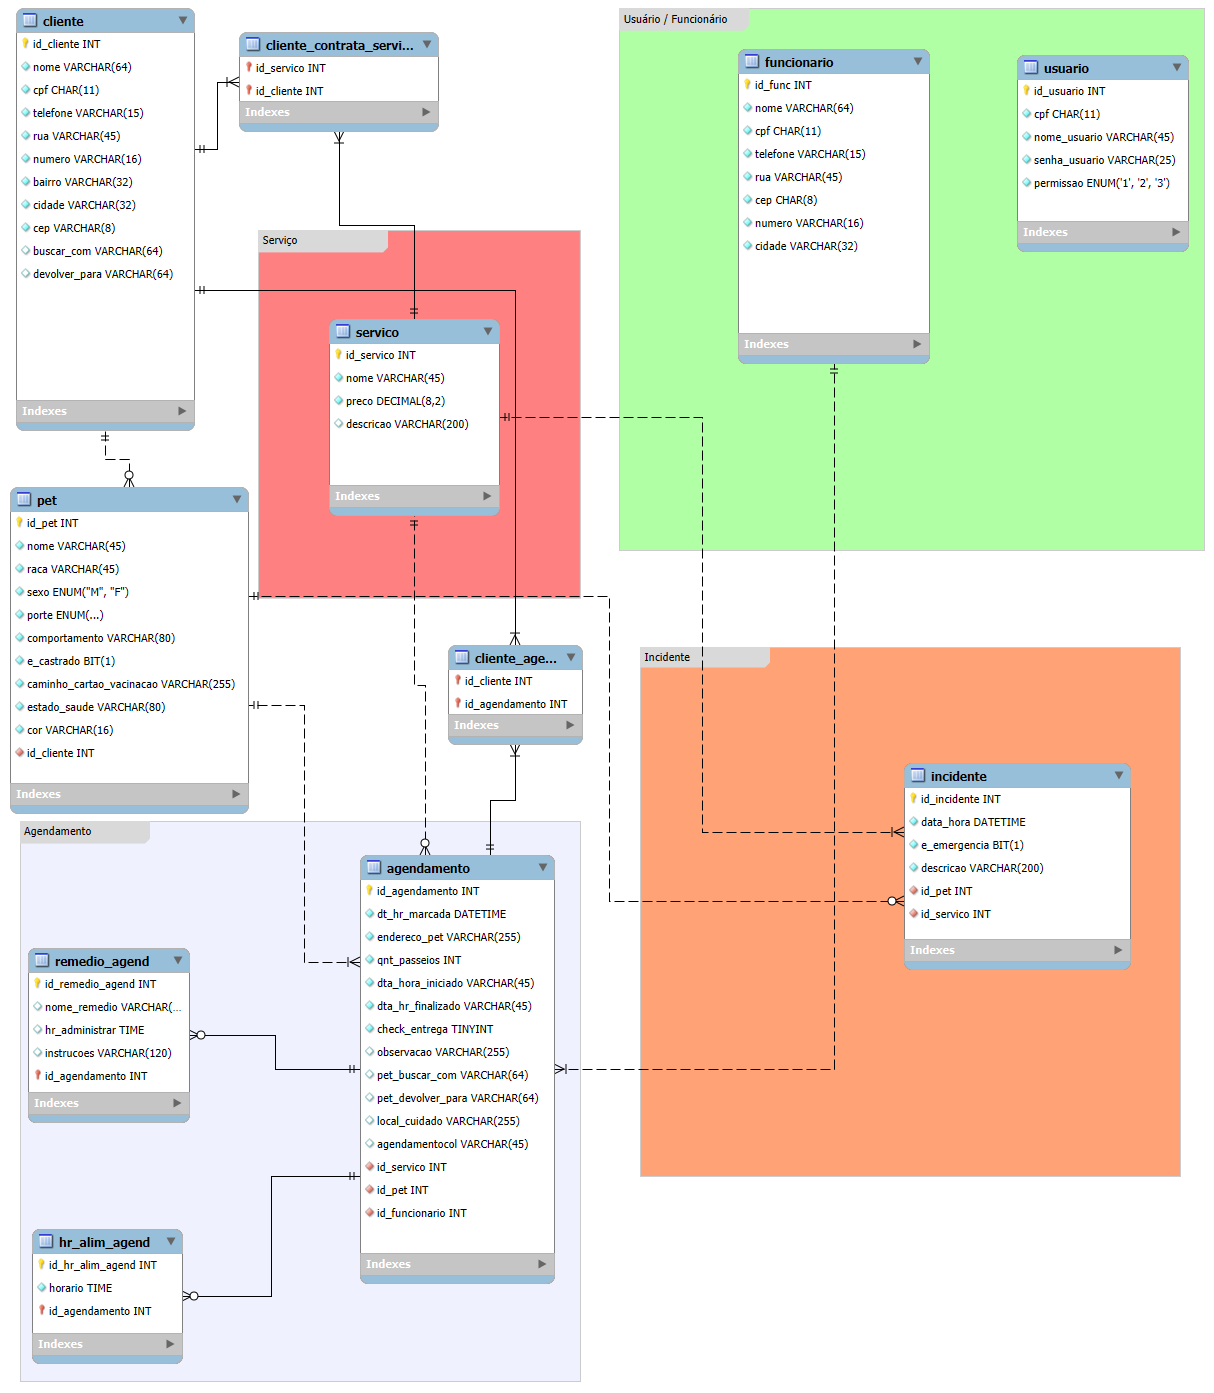 cliente
id_cliente INT
nome VARCHAR(64)
cpf CHAR(11)
telefone VARCHAR(15)
rua VARCHAR(45)
numero VARCHAR(16)
bairro VARCHAR(32)
cidade VARCHAR(32)
cep VARCHAR(8)
buscar_com VARCHAR(64)
devolver_para VARCHAR(64)
Indexes
cliente_contrata_servi...
id_servico INT
id_cliente INT
Indexes
Usuário / Funcionário
funcionario
id_func INT
nome VARCHAR(64)
cpf CHAR(11)
telefone VARCHAR(15)
rua VARCHAR(45)
cep CHAR(8)
numero VARCHAR(16)
cidade VARCHAR(32)
Indexes
usuario
id_usuario INT
cpf CHAR(11)
nome_usuario VARCHAR(45)
senha_usuario VARCHAR(25)
permissao ENUM('1', '2', '3')
Indexes
Serviço
servico
id_servico INT
nome VARCHAR(45)
preco DECIMAL(8,2)
descricao VARCHAR(200)
Indexes
pet
id_pet INT
nome VARCHAR(45)
raca VARCHAR(45)
sexo ENUM("M", "F")
porte ENUM(...)
comportamento VARCHAR(80)
e_castrado BIT(1)
caminho_cartao_vacinacao VARCHAR(255)
estado_saude VARCHAR(80)
cor VARCHAR(16)
id_cliente INT
Indexes
cliente_age...
id_cliente INT
id_agendamento INT
Indexes
Incidente
incidente
id_incidente INT
data_hora DATETIME
e_emergencia BIT(1)
descricao VARCHAR(200)
id_pet INT
id_servico INT
Indexes
Agendamento
agendamento
id_agendamento INT
dt_hr_marcada DATETIME
endereco_pet VARCHAR(255)
qnt_passeios INT
dta_hora_iniciado VARCHAR(45)
dta_hr_finalizado VARCHAR(45)
check_entrega TINYINT
observacao VARCHAR(255)
pet_buscar_com VARCHAR(64)
pet_devolver_para VARCHAR(64)
local_cuidado VARCHAR(255)
agendamentocol VARCHAR(45)
id_servico INT
id_pet INT
id_funcionario INT
Indexes
remedio_agend
id_remedio_agend INT
nome_remedio VARCHAR(...
hr_administrar TIME
instrucoes VARCHAR(120)
id_agendamento INT
Indexes
hr_alim_agend
id_hr_alim_agend INT
horario TIME
id_agendamento INT
Indexes